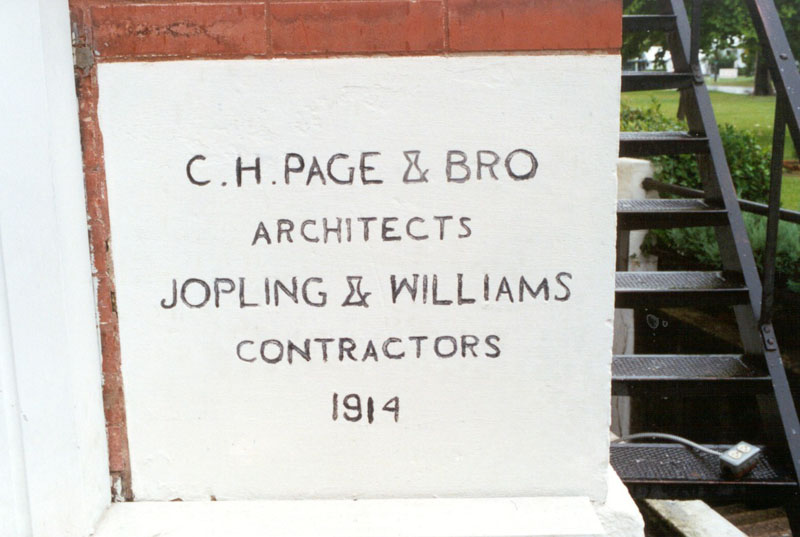 C.H. PAGE & BRO
ARCHITECTS
JOPLING & WILLIAMS
CONTRACTORS
1914